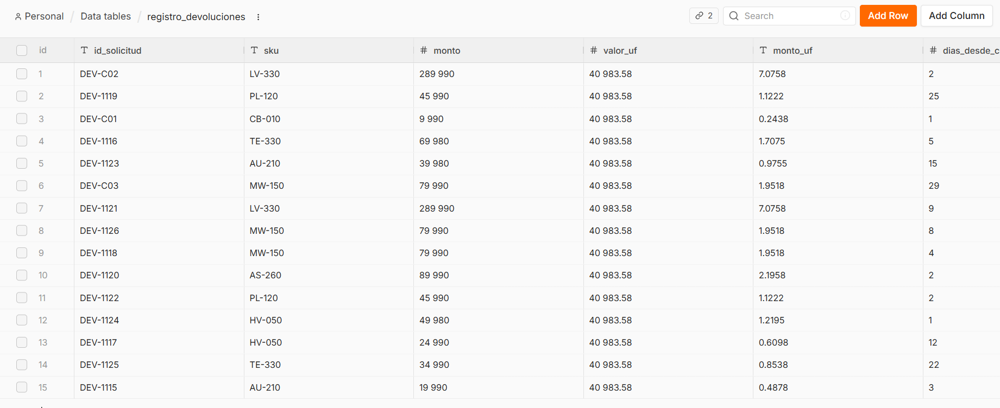 Personal / Data tables / registro_devoluciones 2 Search Add Row Add Column
id id_solicitud sku monto valor_uf monto_uf dias_desde_c
1 DEV-C02 LV-330 289 990 40 983.58 7.0758 2
2 DEV-1119 PL-120 45 990 40 983.58 1.1222 25
3 DEV-C01 CB-010 9 990 40 983.58 0.2438 1
4 DEV-1116 TE-330 69 980 40 983.58 1.7075 5
5 DEV-1123 AU-210 39 980 40 983.58 0.9755 15
6 DEV-C03 MW-150 79 990 40 983.58 1.9518 29
7 DEV-1121 LV-330 289 990 40 983.58 7.0758 9
8 DEV-1126 MW-150 79 990 40 983.58 1.9518 8
9 DEV-1118 MW-150 79 990 40 983.58 1.9518 4
10 DEV-1120 AS-260 89 990 40 983.58 2.1958 2
11 DEV-1122 PL-120 45 990 40 983.58 1.1222 2
12 DEV-1124 HV-050 49 980 40 983.58 1.2195 1
13 DEV-1117 HV-050 24 990 40 983.58 0.6098 12
14 DEV-1125 TE-330 34 990 40 983.58 0.8538 22
15 DEV-1115 AU-210 19 990 40 983.58 0.4878 3